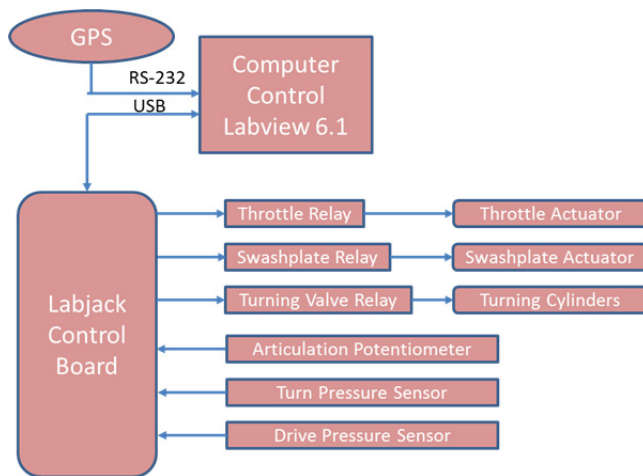 GPS
RS-232
USB
Computer
Control
Labview 6.1
Labjack
Control
Board
Throttle Relay
Throttle Actuator
Swashplate Relay
Swashplate Actuator
Turning Valve Relay
Turning Cylinders
Articulation Potentiometer
Turn Pressure Sensor
Drive Pressure Sensor